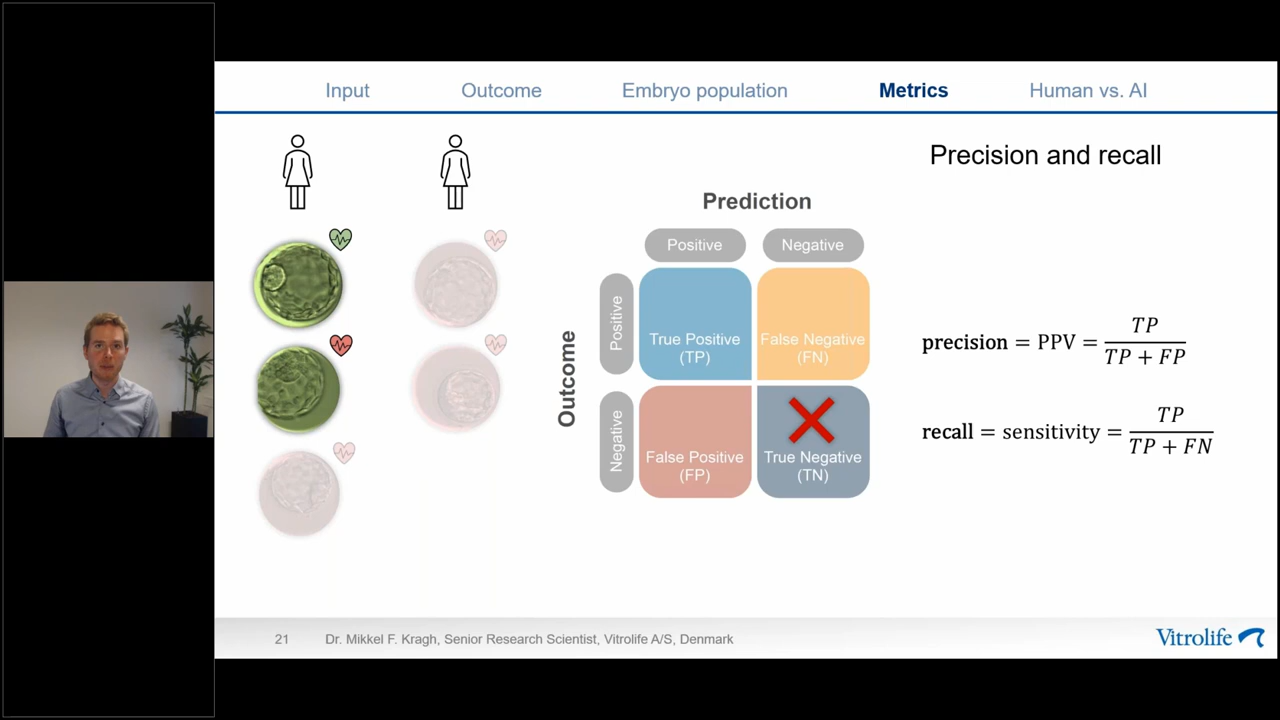 Input Outcome Embryo population Metrics Human vs. AI
Precision and recall
Prediction
Positive Negative
Outcome
Positive
Negative
True Positive
(TP)
False Negative
(FN)
False Positive
(FP)
True Negative
(TN)
precision = PPV = TP / TP + FP
recall = sensitivity = TP / TP + FN
21 Dr. Mikkel F. Kragh, Senior Research Scientist, Vitrolife A/S, Denmark
Vitrolife